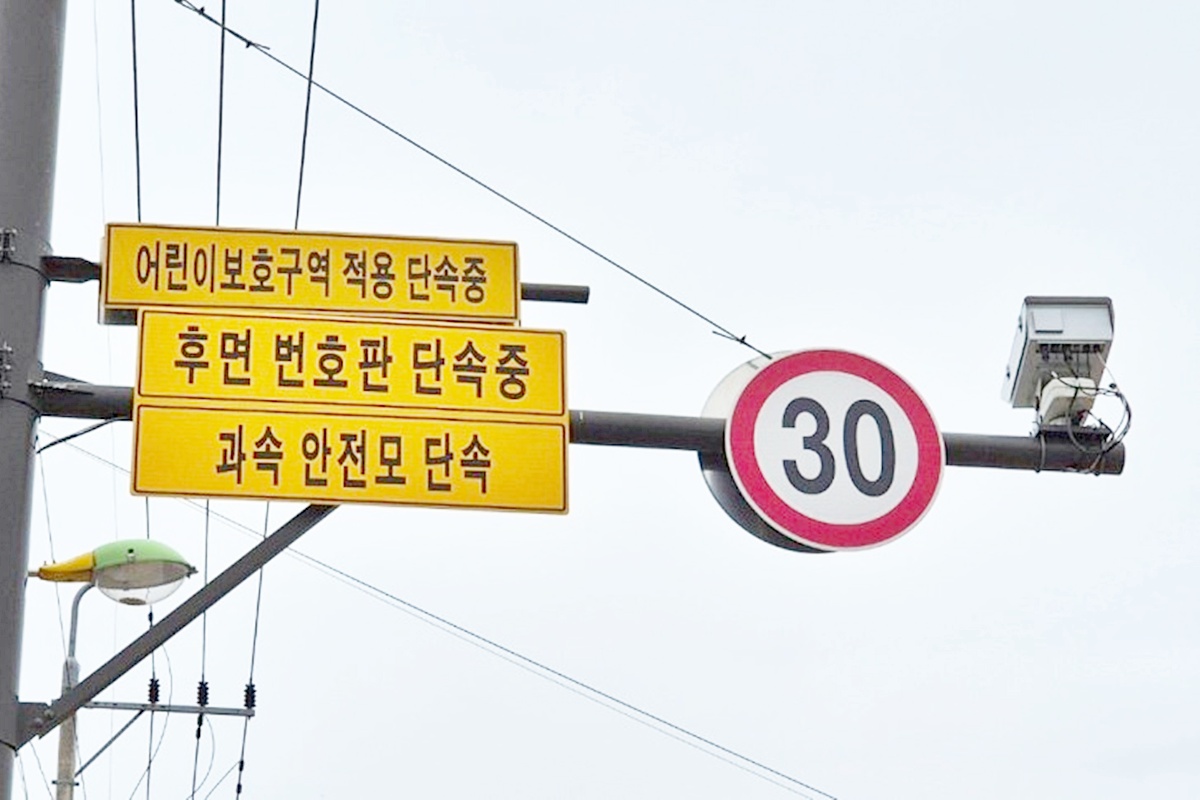 어린이보호구역 적용 단속중
후면 번호판 단속중
과속 안전모 단속
30